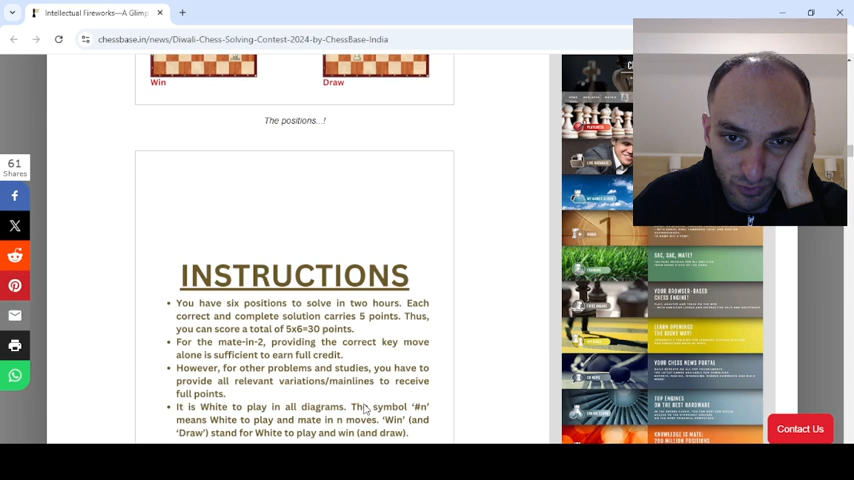 Intellectual Fireworks—A Glimp
chessbase.in/news/Diwali-Chess-Solving-Contest-2024-by-ChessBase-India
Win
Draw
The positions...!
61
Shares
INSTRUCTIONS
• You have six positions to solve in two hours. Each
correct and complete solution carries 5 points. Thus,
you can score a total of 5x6=30 points.
• For the mate-in-2, providing the correct key move
alone is sufficient to earn full credit.
• However, for other problems and studies, you have to
provide all relevant variations/mainlines to receive
full points.
• It is White to play in all diagrams. The symbol ‘#n’
means White to play and mate in n moves. ‘Win’ (and
‘Draw’) stand for White to play and win (and draw).
SAC, SAC, MATE!
YOUR BROWSER-BASED
CHESS ENGINE!
LEARN OPENINGS
THE RIGHT WAY!
YOUR CHESS NEWS PORTAL
TOP ENGINES
ON THE BEST HARDWARE
KNOWLEDGE IS MATE:
Contact Us